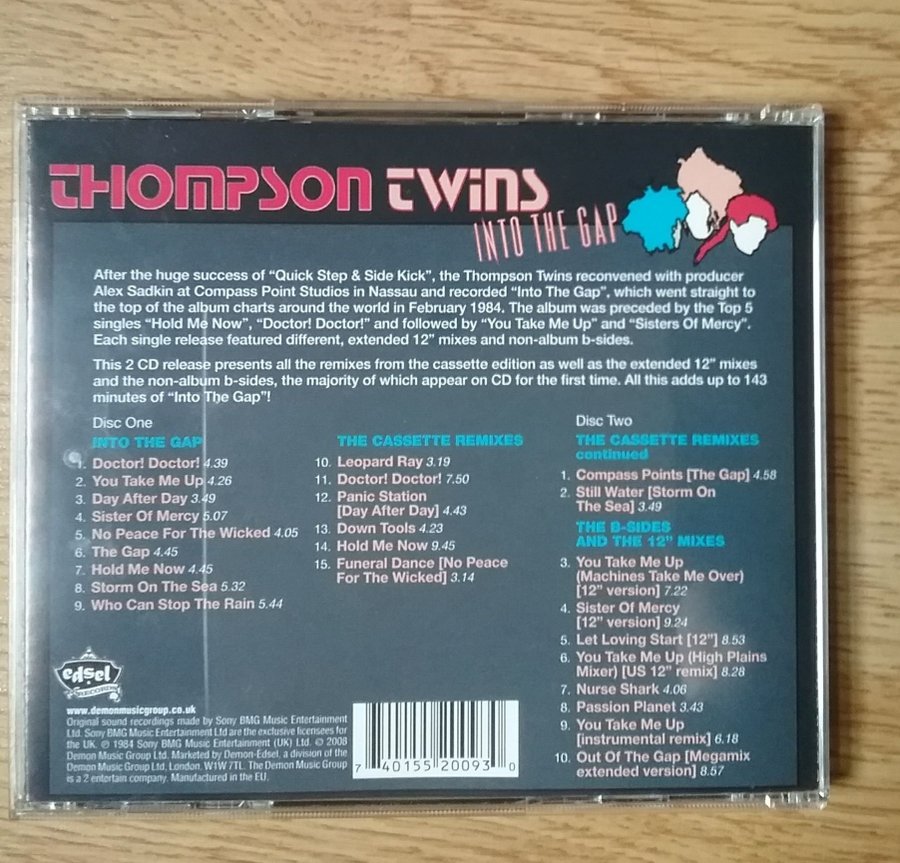 THOMPSON TWINS
INTO THE GAP
After the huge success of “Quick Step & Side Kick”, the Thompson Twins reconvened with producer
Alex Sadkin at Compass Point Studios in Nassau and recorded “Into The Gap”, which went straight to
the top of the album charts around the world in February 1984. The album was preceded by the Top 5
singles “Hold Me Now”, “Doctor! Doctor!” and followed by “You Take Me Up” and “Sisters Of Mercy”.
Each single release featured different, extended 12” mixes and non-album b-sides.
This 2 CD release presents all the remixes from the cassette edition as well as the extended 12” mixes
and the non-album b-sides, the majority of which appear on CD for the first time. All this adds up to 143
minutes of “Into The Gap”!
Disc One
INTO THE GAP
1. Doctor! Doctor! 4.39
2. You Take Me Up 4.26
3. Day After Day 3.49
4. Sister Of Mercy 5.07
5. No Peace For The Wicked 4.05
6. The Gap 4.45
7. Hold Me Now 4.45
8. Storm On The Sea 5.32
9. Who Can Stop The Rain 5.44
THE CASSETTE REMIXES
10. Leopard Ray 3.19
11. Doctor! Doctor! 7.50
12. Panic Station
[Day After Day] 4.43
13. Down Tools 4.23
14. Hold Me Now 9.45
15. Funeral Dance [No Peace
For The Wicked] 3.14
Disc Two
THE CASSETTE REMIXES
continued
1. Compass Points [The Gap] 4.58
2. Still Water [Storm On
The Sea] 3.49
THE B-SIDES
AND THE 12” MIXES
3. You Take Me Up
(Machines Take Me Over)
[12” version] 7.22
4. Sister Of Mercy
[12” version] 9.24
5. Let Loving Start [12”] 8.53
6. You Take Me Up (High Plains
Mixer) [US 12” remix] 8.28
7. Nurse Shark 4.06
8. Passion Planet 3.43
9. You Take Me Up
[instrumental remix] 6.18
10. Out Of The Gap [Megamix
extended version] 8.57
edsel
RECORDS
www.demonmusicgroup.co.uk
Original sound recordings made by Sony BMG Music Entertainment
Ltd. Sony BMG Music Entertainment Ltd are the exclusive licensees for
the UK. ℗ 1984 Sony BMG Music Entertainment (UK) Ltd. © 2008
Demon Music Group Ltd. Marketed by Demon-Edsel, a division of the
Demon Music Group Ltd, London, W1W 7TL. The Demon Music Group
is a 2 entertain company. Manufactured in the EU.
7 40155 20093 0